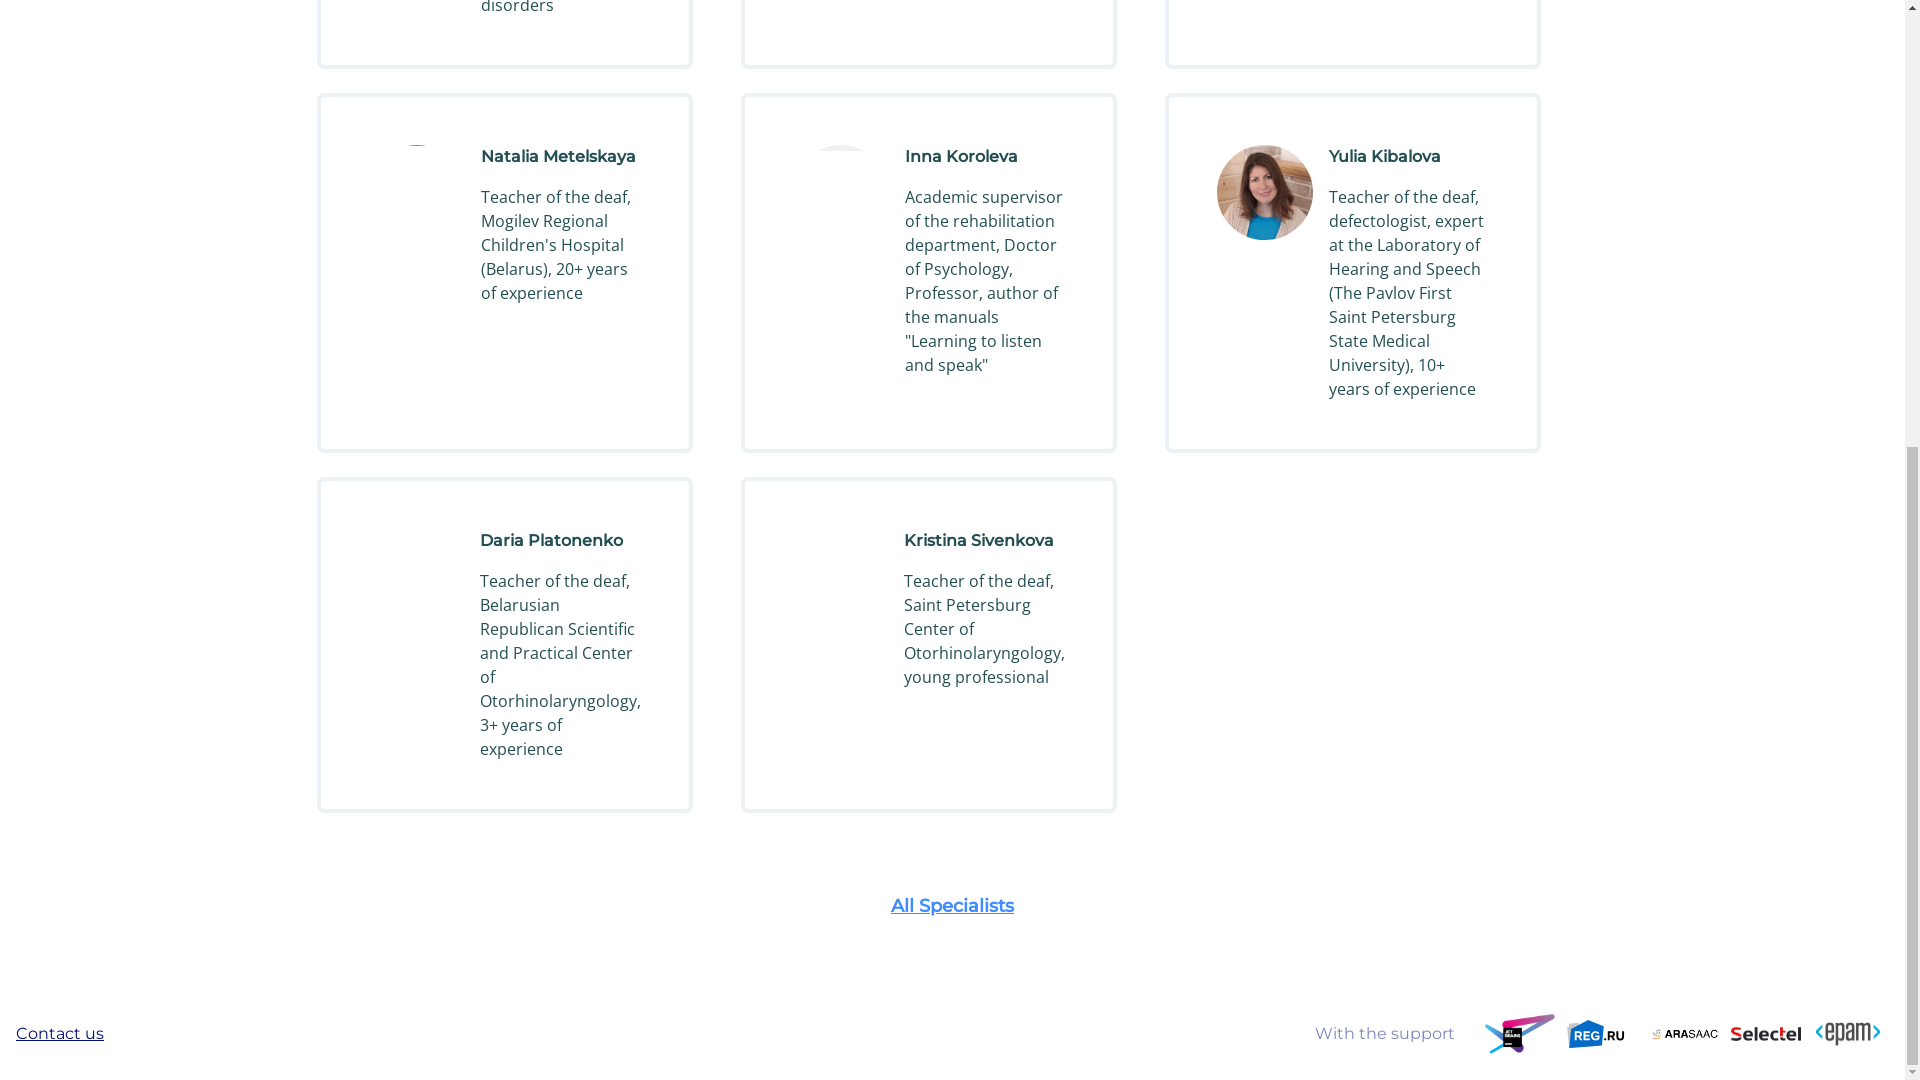 disorders
Natalia Metelskaya
Teacher of the deaf,
Mogilev Regional
Children's Hospital
(Belarus), 20+ years
of experience
Inna Koroleva
Academic supervisor
of the rehabilitation
department, Doctor
of Psychology,
Professor, author of
the manuals
"Learning to listen
and speak"
Yulia Kibalova
Teacher of the deaf,
defectologist, expert
at the Laboratory of
Hearing and Speech
(The Pavlov First
Saint Petersburg
State Medical
University), 10+
years of experience
Daria Platonenko
Teacher of the deaf,
Belarusian
Republican Scientific
and Practical Center
of
Otorhinolaryngology,
3+ years of
experience
Kristina Sivenkova
Teacher of the deaf,
Saint Petersburg
Center of
Otorhinolaryngology,
young professional
All Specialists
Contact us
With the support
JET
BRAINS
REG.RU
ARASAAC
Selectel
<epam>